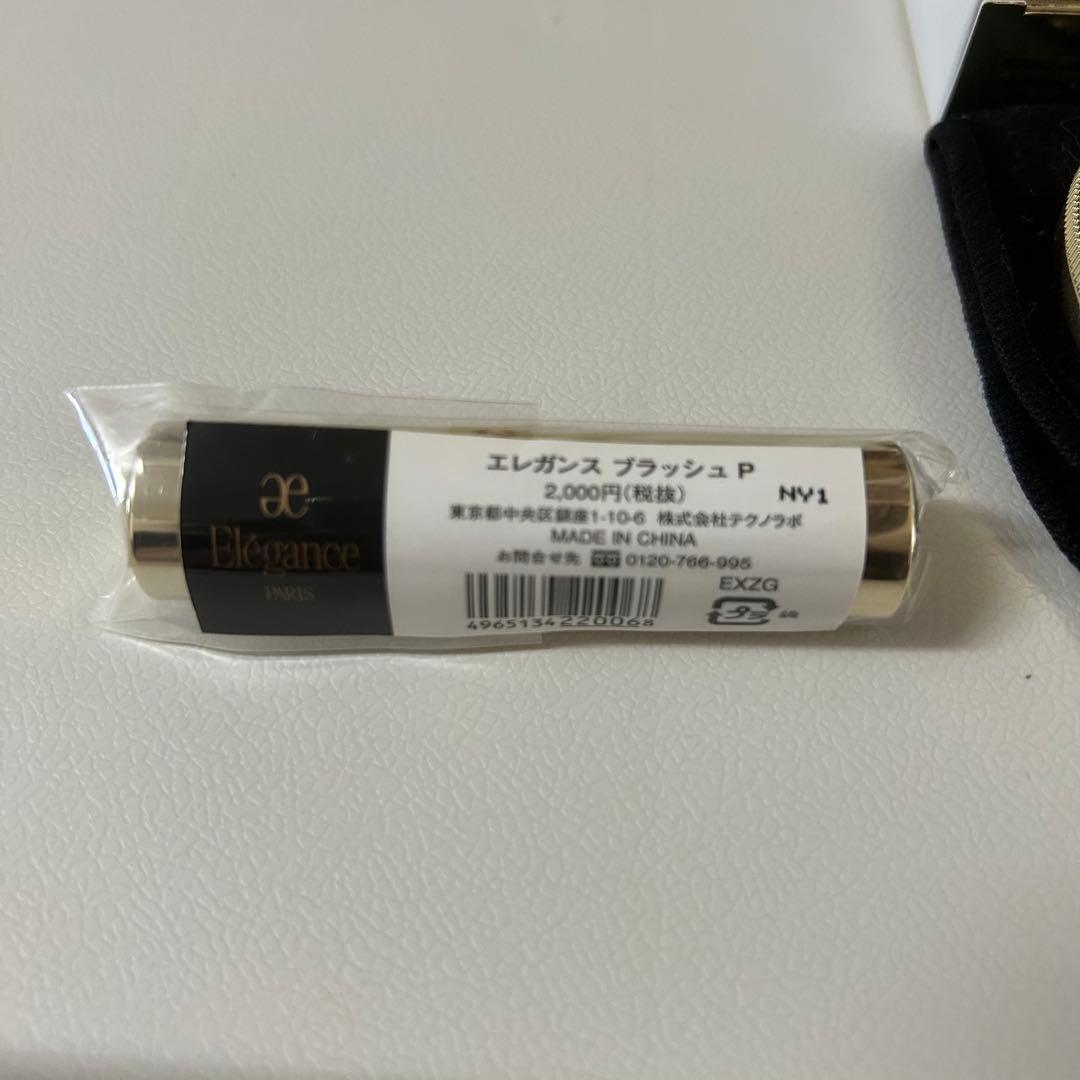 æ
Elégance
PARIS
エレガンス ブラッシュ P
2,000円(税抜)
NY1
東京都中央区銀座1-10-6 株式会社テクノラボ
MADE IN CHINA
お問合せ先 0120-766-995
EXZG
4965134220068
プラ